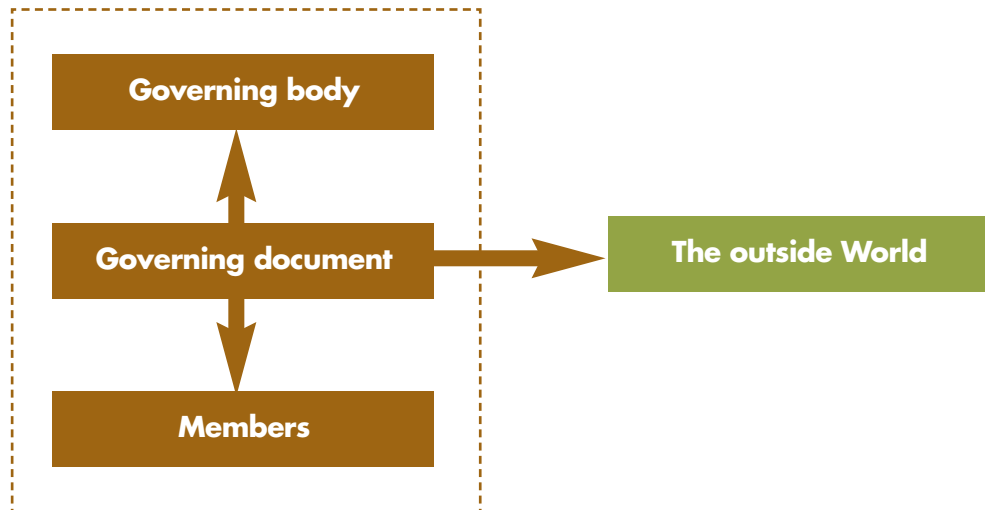 Governing body
Governing document
The outside World
Members